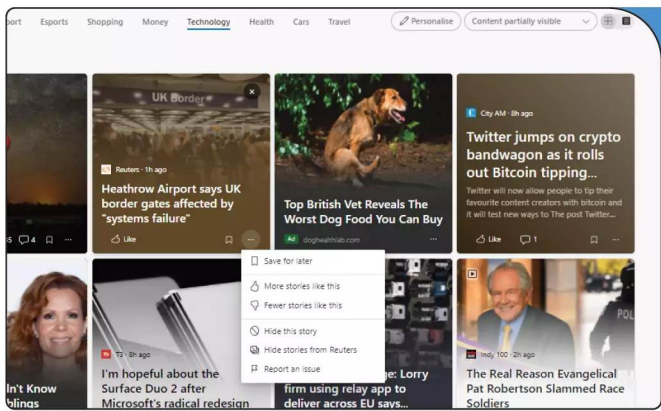 port Esports Shopping Money Technology Health Cars Travel Personalise Content partially visible
UK Border
Reuters · 1h ago
Heathrow Airport says UK
border gates affected by
"systems failure"
Like
Top British Vet Reveals The
Worst Dog Food You Can Buy
Ad doghealthlab.com
City AM · 8h ago
Twitter jumps on crypto
bandwagon as it rolls
out Bitcoin tipping...
Twitter will now allow people to tip their
favourite content creators with bitcoin and
it will test new ways to The post Twitter...
Like 1
5 4
Save for later
More stories like this
Fewer stories like this
Hide this story
Hide stories from Reuters
Report an issue
n't Know
blings
T3 · 8h ago
I'm hopeful about the
Surface Duo 2 after
Microsoft's radical redesign
ge: Lorry
firm using relay app to
deliver across EU says...
POL
Indy 100 · 2h ago
The Real Reason Evangelical
Pat Robertson Slammed Race
Soldiers